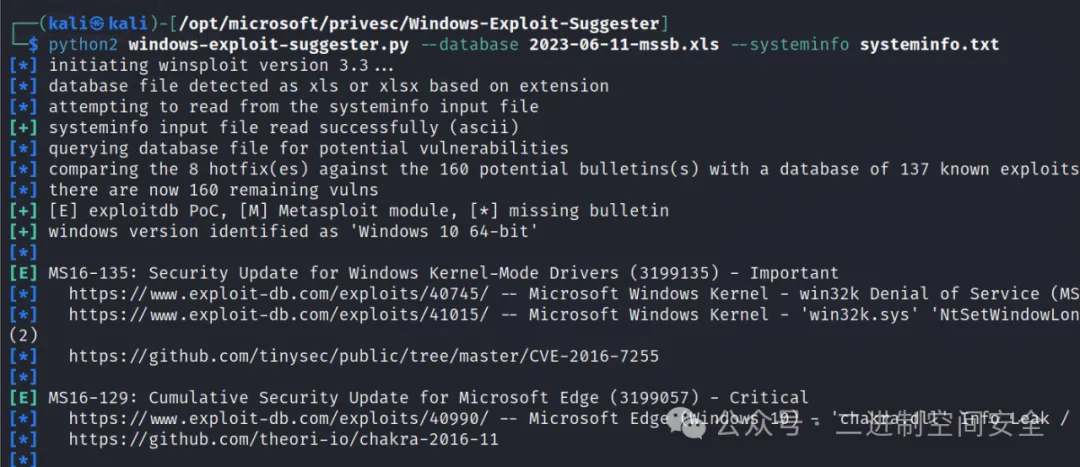 ┌──(kali㉿kali)-[/opt/microsoft/privesc/Windows-Exploit-Suggester]
└─$ python2 windows-exploit-suggester.py --database 2023-06-11-mssb.xls --systeminfo systeminfo.txt
[*] initiating winsploit version 3.3...
[*] database file detected as xls or xlsx based on extension
[*] attempting to read from the systeminfo input file
[+] systeminfo input file read successfully (ascii)
[*] querying database file for potential vulnerabilities
[*] comparing the 8 hotfix(es) against the 160 potential bulletins(s) with a database of 137 known exploits
[*] there are now 160 remaining vulns
[+] [E] exploitdb PoC, [M] Metasploit module, [*] missing bulletin
[+] windows version identified as 'Windows 10 64-bit'
[*]
[E] MS16-135: Security Update for Windows Kernel-Mode Drivers (3199135) - Important
[*] https://www.exploit-db.com/exploits/40745/ -- Microsoft Windows Kernel - win32k Denial of Service (MS
[*] https://www.exploit-db.com/exploits/41015/ -- Microsoft Windows Kernel - 'win32k.sys' 'NtSetWindowLon
(2)
[*] https://github.com/tinysec/public/tree/master/CVE-2016-7255
[*]
[E] MS16-129: Cumulative Security Update for Microsoft Edge (3199057) - Critical
[*] https://www.exploit-db.com/exploits/40990/ -- Microsoft Edge (Windows 10) - 'chakra.dll' Info Leak /
[*] https://github.com/theori-io/chakra-2016-11
公众号 · 二进制空间安全
[*]